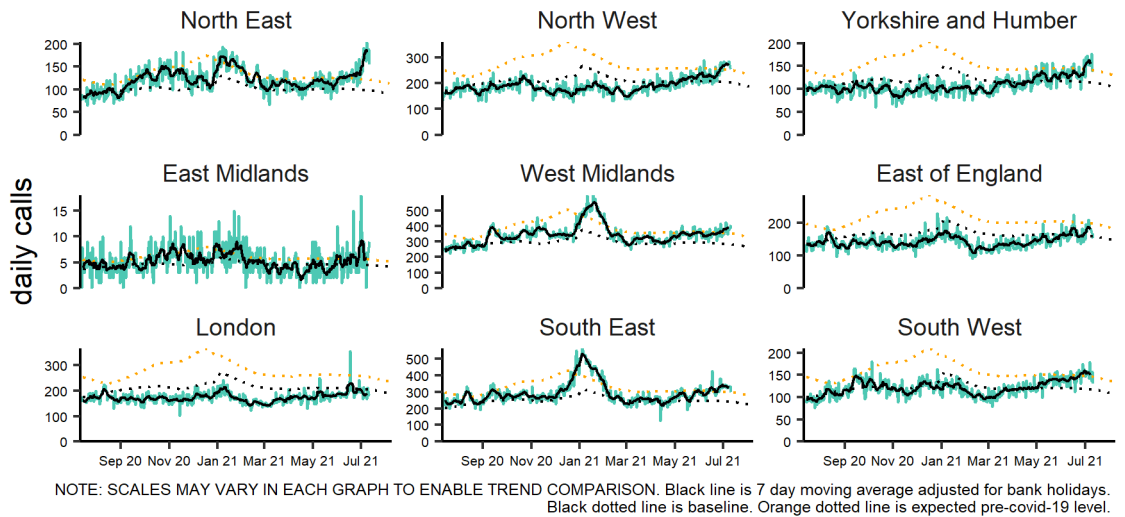 North East
North West
Yorkshire and Humber
200
150
100
50
0
300
200
100
0
200
150
100
50
0
East Midlands
West Midlands
East of England
daily calls
15
10
5
0
500
400
300
200
100
0
200
100
0
London
South East
South West
300
200
100
0
500
400
300
200
100
0
200
150
100
50
0
Sep 20 Nov 20 Jan 21 Mar 21 May 21 Jul 21
Sep 20 Nov 20 Jan 21 Mar 21 May 21 Jul 21
Sep 20 Nov 20 Jan 21 Mar 21 May 21 Jul 21
NOTE: SCALES MAY VARY IN EACH GRAPH TO ENABLE TREND COMPARISON. Black line is 7 day moving average adjusted for bank holidays.
Black dotted line is baseline. Orange dotted line is expected pre-covid-19 level.